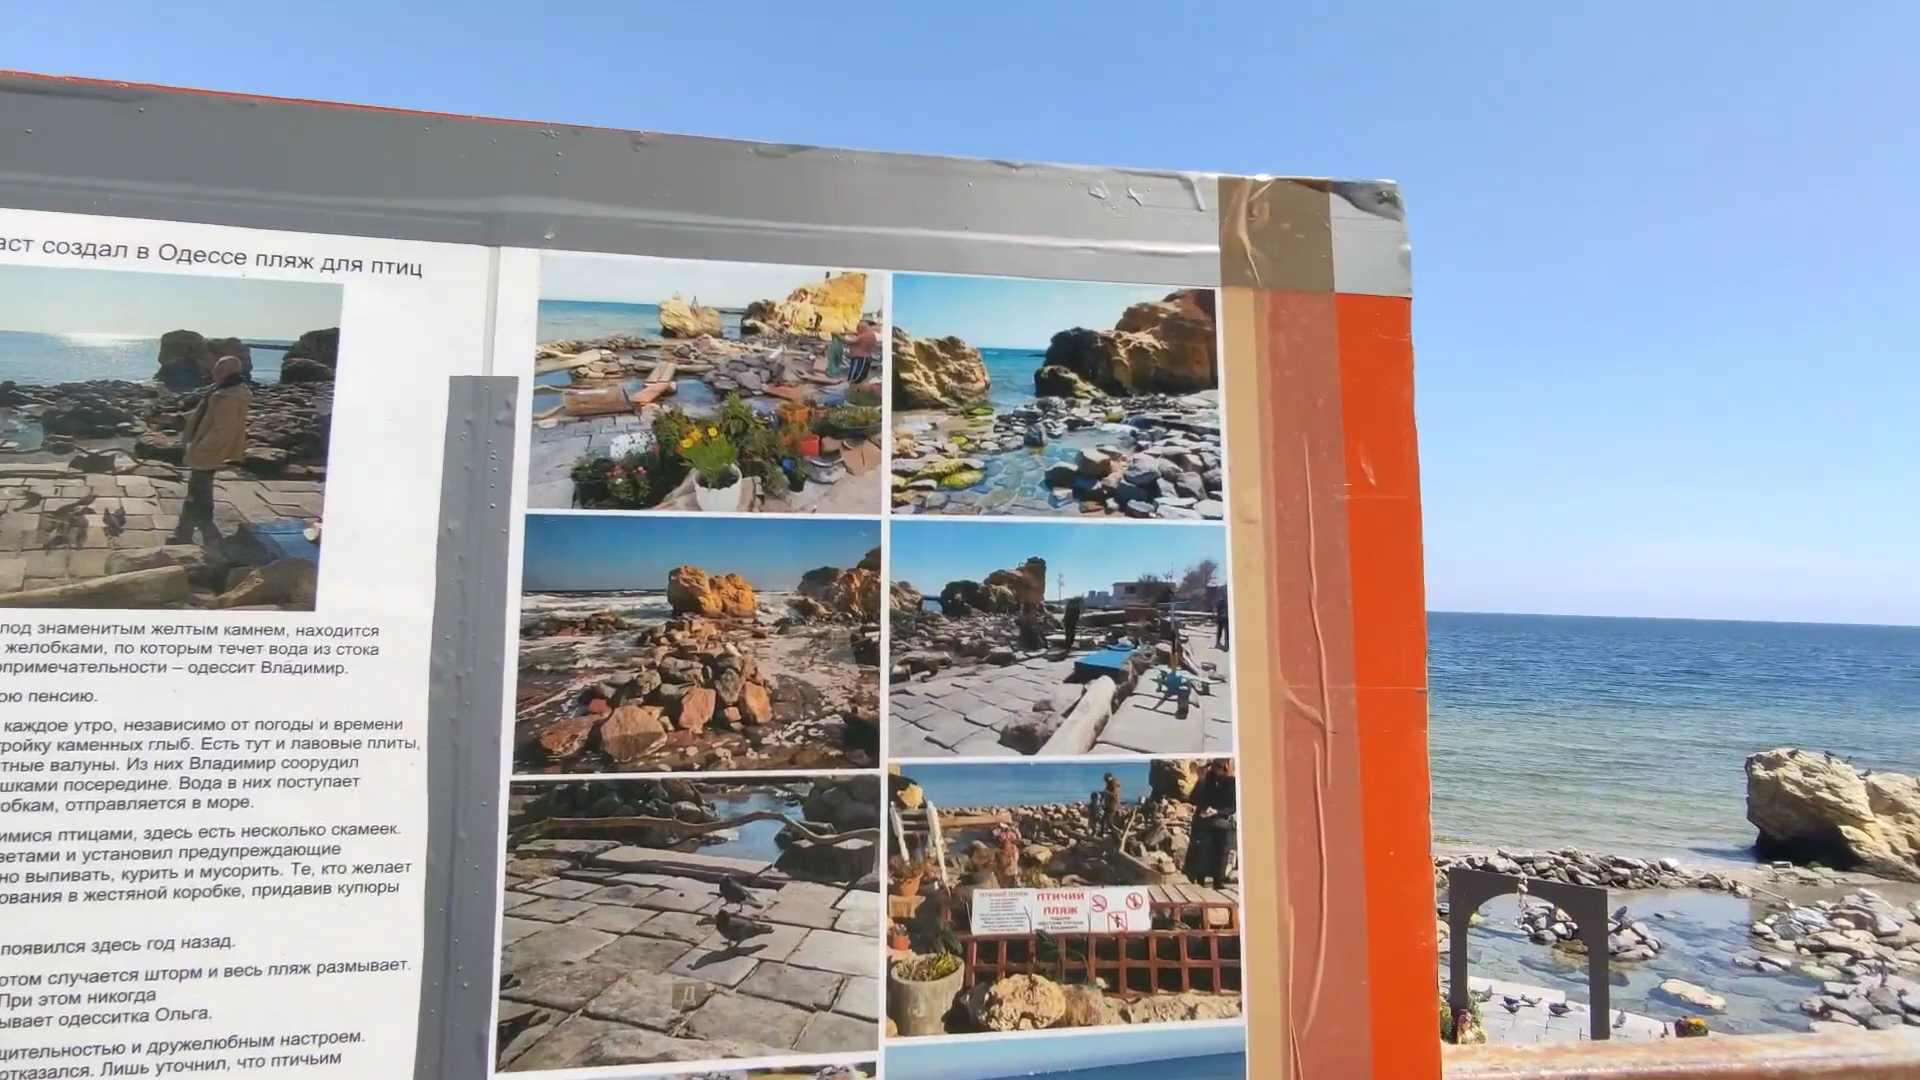 аст создал в Одессе пляж для птиц
под знаменитым желтым камнем, находится
желобками, по которым течет вода из стока
опримечательности – одессит Владимир.
ою пенсию.
каждое утро, независимо от погоды и времени
тройку каменных глыб. Есть тут и лавовые плиты,
тные валуны. Из них Владимир соорудил
шками посередине. Вода в них поступает
обкам, отправляется в море.
имися птицами, здесь есть несколько скамеек.
ветами и установил предупреждающие
но выпивать, курить и мусорить. Те, кто желает
ования в жестяной коробке, придавив купюры
появился здесь год назад.
отом случается шторм и весь пляж размывает.
При этом никогда
ывает одесситка Ольга.
щительностью и дружелюбным настроем.
отказался. Лишь уточнил, что птичьим
ПТИЧИЙ ПЛЯЖ
ПТИЧИЙ
ПЛЯЖ